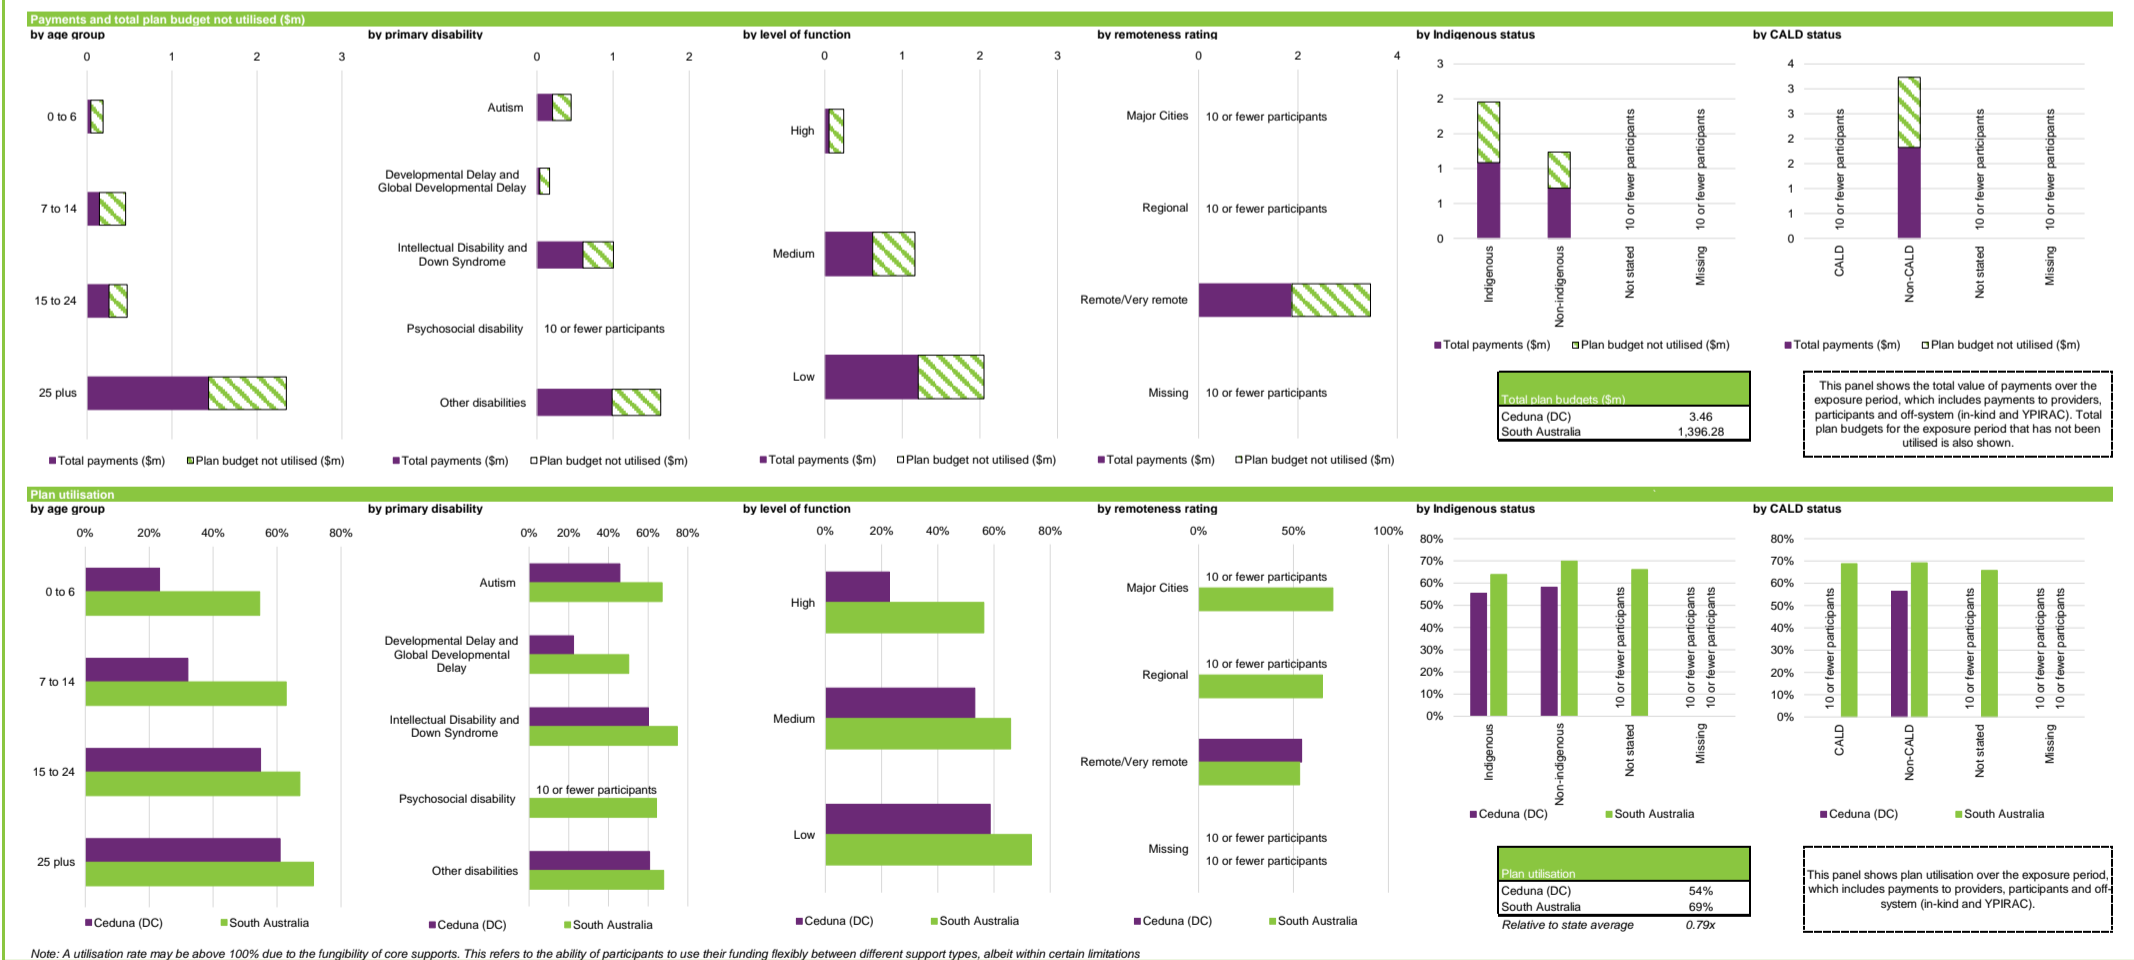 Payments and total plan budget not utilised ($m)
by age group
0 1 2 3
0 to 6
7 to 14
15 to 24
25 plus
Total payments ($m) Plan budget not utilised ($m)
by primary disability
0 1 2
Autism
Developmental Delay and
Global Developmental Delay
Intellectual Disability and
Down Syndrome
Psychosocial disability 10 or fewer participants
Other disabilities
Total payments ($m) Plan budget not utilised ($m)
by level of function
0 1 2 3
High
Medium
Low
Total payments ($m) Plan budget not utilised ($m)
by remoteness rating
0 2 4
Major Cities 10 or fewer participants
Regional 10 or fewer participants
Remote/Very remote
Missing 10 or fewer participants
Total payments ($m) Plan budget not utilised ($m)
by Indigenous status
3
2
2
1
1
0
10 or fewer participants
10 or fewer participants
Indigenous
Non-indigenous
Not stated
Missing
Total payments ($m) Plan budget not utilised ($m)
Total plan budgets ($m)
Ceduna (DC) 3.46
South Australia 1,396.28
by CALD status
4
3
3
2
2
1
1
0
10 or fewer participants
10 or fewer participants
10 or fewer participants
CALD
Non-CALD
Not stated
Missing
Total payments ($m) Plan budget not utilised ($m)
This panel shows the total value of payments over the
exposure period, which includes payments to providers,
participants and off-system (in-kind and YPIRAC). Total
plan budgets for the exposure period that has not been
utilised is also shown.
Plan utilisation
by age group
0% 20% 40% 60% 80%
0 to 6
7 to 14
15 to 24
25 plus
Ceduna (DC) South Australia
by primary disability
0% 20% 40% 60% 80%
Autism
Developmental Delay and
Global Developmental
Delay
Intellectual Disability and
Down Syndrome
10 or fewer participants
Psychosocial disability
Other disabilities
Ceduna (DC) South Australia
by level of function
0% 20% 40% 60% 80%
High
Medium
Low
Ceduna (DC) South Australia
by remoteness rating
0% 50% 100%
10 or fewer participants
Major Cities
10 or fewer participants
Regional
Remote/Very remote
10 or fewer participants
Missing
10 or fewer participants
Ceduna (DC) South Australia
by Indigenous status
80%
70%
60%
50%
40%
30%
20%
10%
0%
10 or fewer participants
10 or fewer participants
10 or fewer participants
Indigenous
Non-indigenous
Not stated
Missing
Ceduna (DC) South Australia
Plan utilisation
Ceduna (DC) 54%
South Australia 69%
Relative to state average 0.79x
by CALD status
80%
70%
60%
50%
40%
30%
20%
10%
0%
10 or fewer participants
10 or fewer participants
10 or fewer participants
10 or fewer participants
CALD
Non-CALD
Not stated
Missing
Ceduna (DC) South Australia
This panel shows plan utilisation over the exposure period,
which includes payments to providers, participants and off-
system (in-kind and YPIRAC).
Note: A utilisation rate may be above 100% due to the fungibility of core supports. This refers to the ability of participants to use their funding flexibly between different support types, albeit within certain limitations